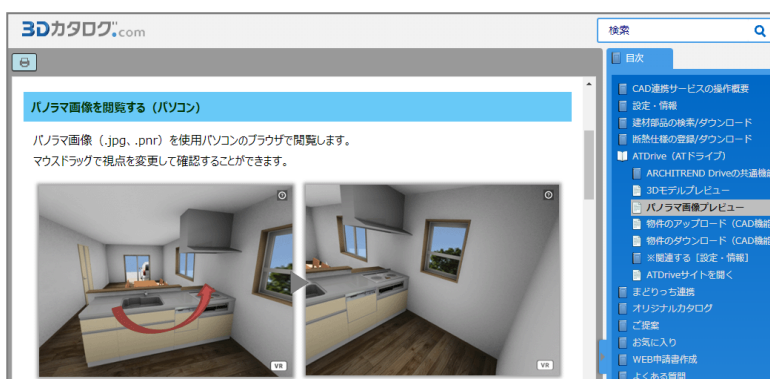 3Dカタログ.com
検索
目次
パノラマ画像を閲覧する（パソコン）
パノラマ画像（.jpg、.pnr）を使用パソコンのブラウザで閲覧します。
マウスドラッグで視点を変更して確認することができます。
VR
VR
CAD連携サービスの操作概要
設定・情報
建材部品の検索/ダウンロード
断熱仕様の登録/ダウンロード
ATDrive（ATドライブ）
ARCHITREND Driveの共通機能
3Dモデルプレビュー
パノラマ画像プレビュー
物件のアップロード（CAD機能
物件のダウンロード（CAD機能
※関連する［設定・情報］
ATDriveサイトを開く
まどりっち連携
オリジナルカタログ
ご提案
お気に入り
WEB申請書作成
よくある質問